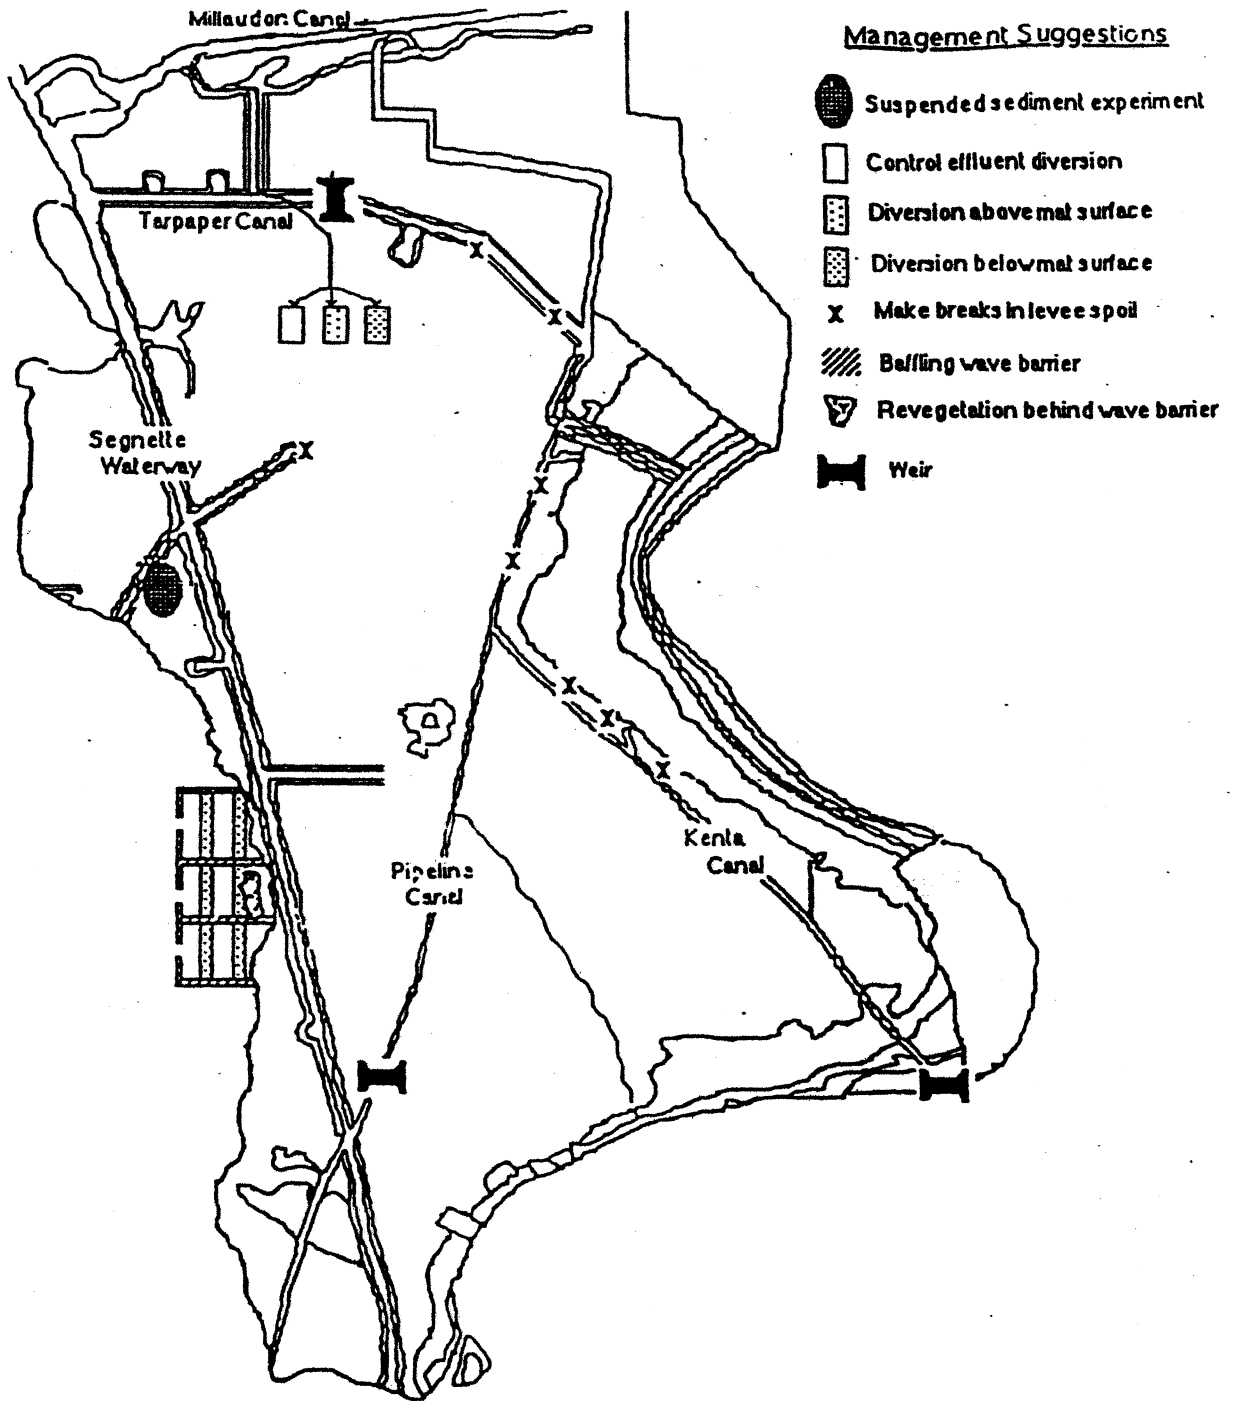 Millaudon Canal
Management Suggestions
Suspended sediment experiment
Control effluent diversion
Tarpaper Canal
Diversion above mat surface
Diversion below mat surface
x Make breaks in levee spoil
Baffling wave barrier
Revegetation behind wave barrier
Segnette
Waterway
x
Weir
x
x
x
x
x
x
x
Kenta
Canal
Pipeline
Canal